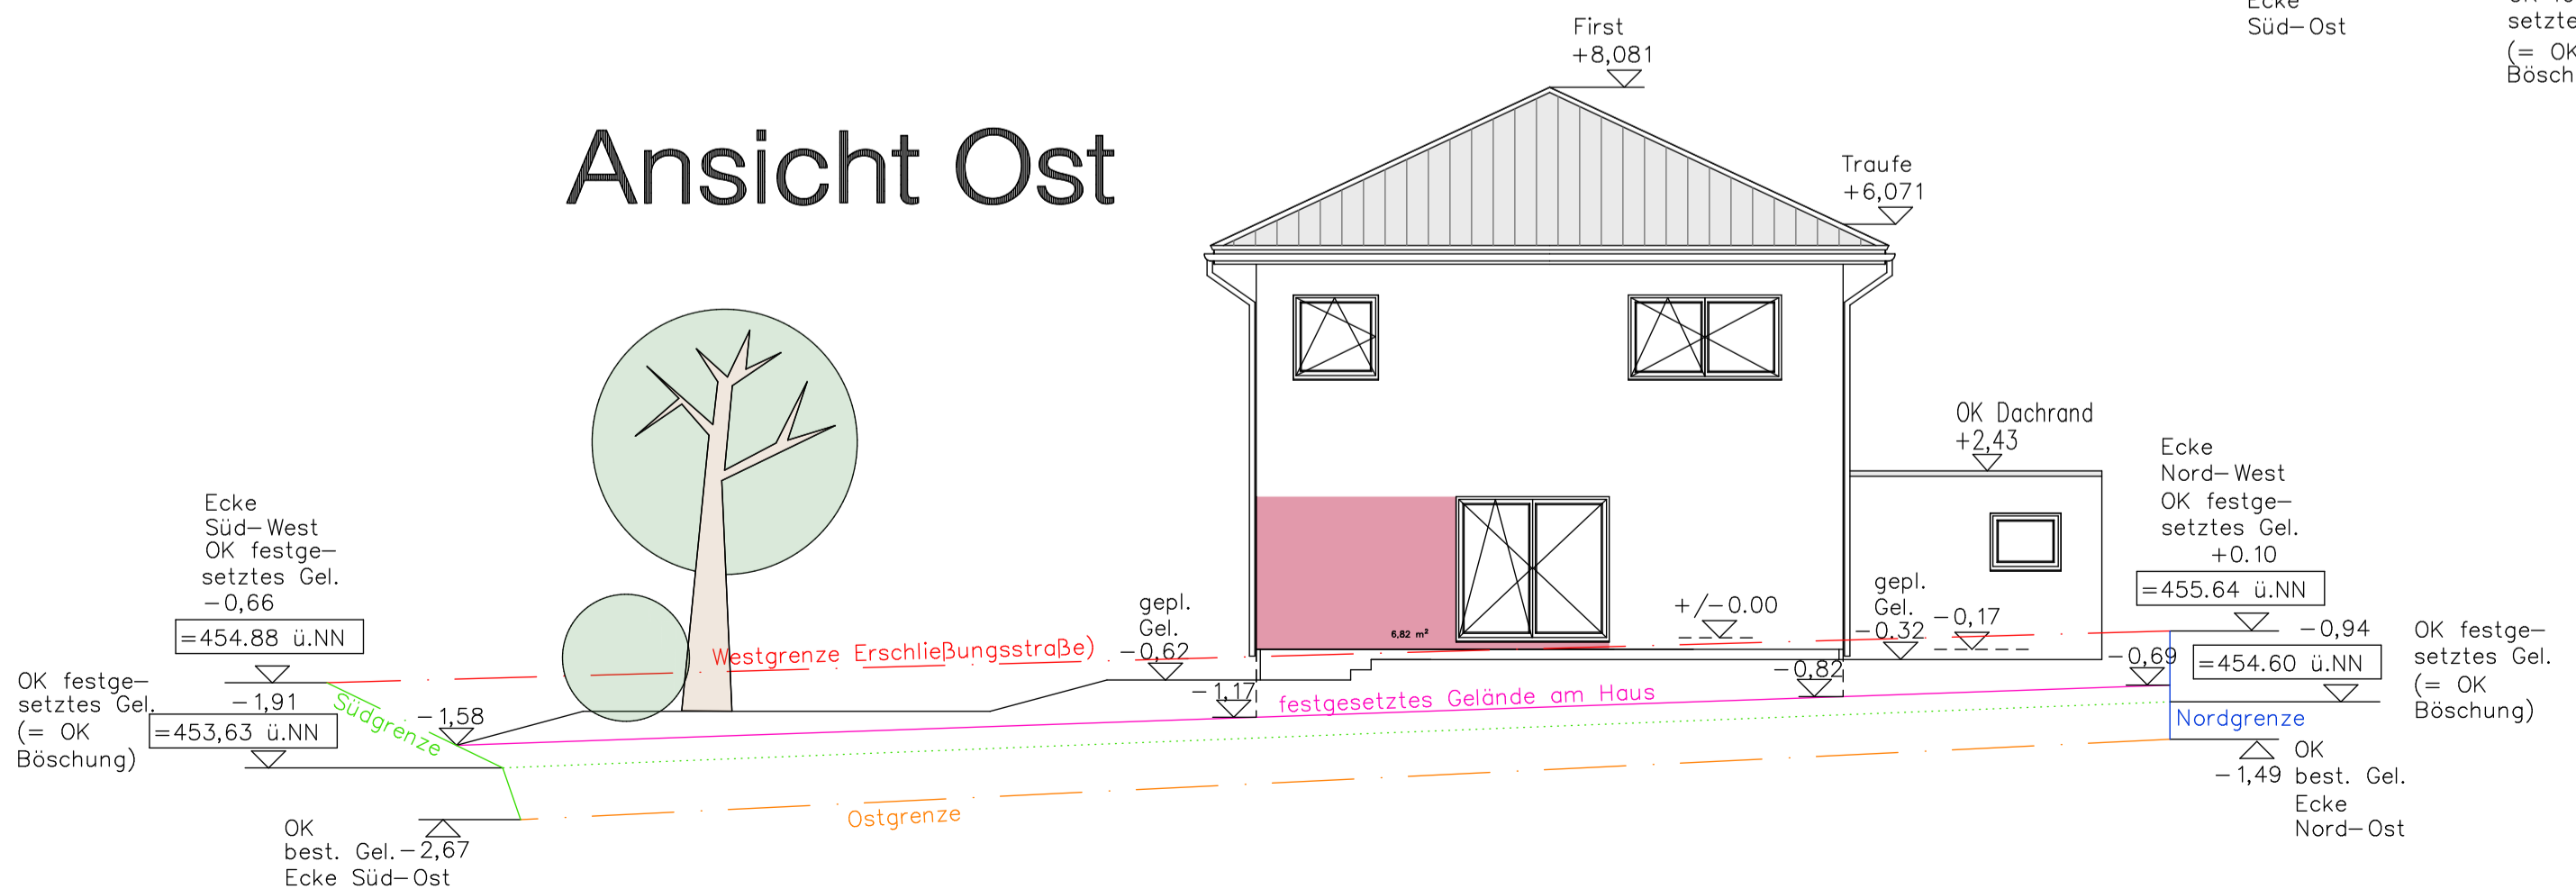 Ecke
Süd-Ost
setzte
(= OK
Bösch
First
+8,081
Ansicht Ost
Traufe
+6,071
OK Dachrand
+2,43
Ecke
Nord-West
OK festge-
setztes Gel.
+0.10
=455.64 ü.NN
Ecke
Süd-West
OK festge-
setztes Gel.
-0,66
=454.88 ü.NN
OK festge-
setztes Gel.
-1,91
(= OK
Böschung)
=453,63 ü.NN
Südgrenze
-1,58
Westgrenze Erschließungsstraße)
gepl.
Gel.
-0,62
-1,17
6,82 m²
+/-0.00
gepl.
Gel.
-0.32
-0,17
-0,82
-0,69
festgesetztes Gelände am Haus
-0,94
=454.60 ü.NN
OK festge-
setztes Gel.
(= OK
Böschung)
Nordgrenze
Ostgrenze
OK
best. Gel. -2,67
Ecke Süd-Ost
-1,49
OK
best. Gel.
Ecke
Nord-Ost